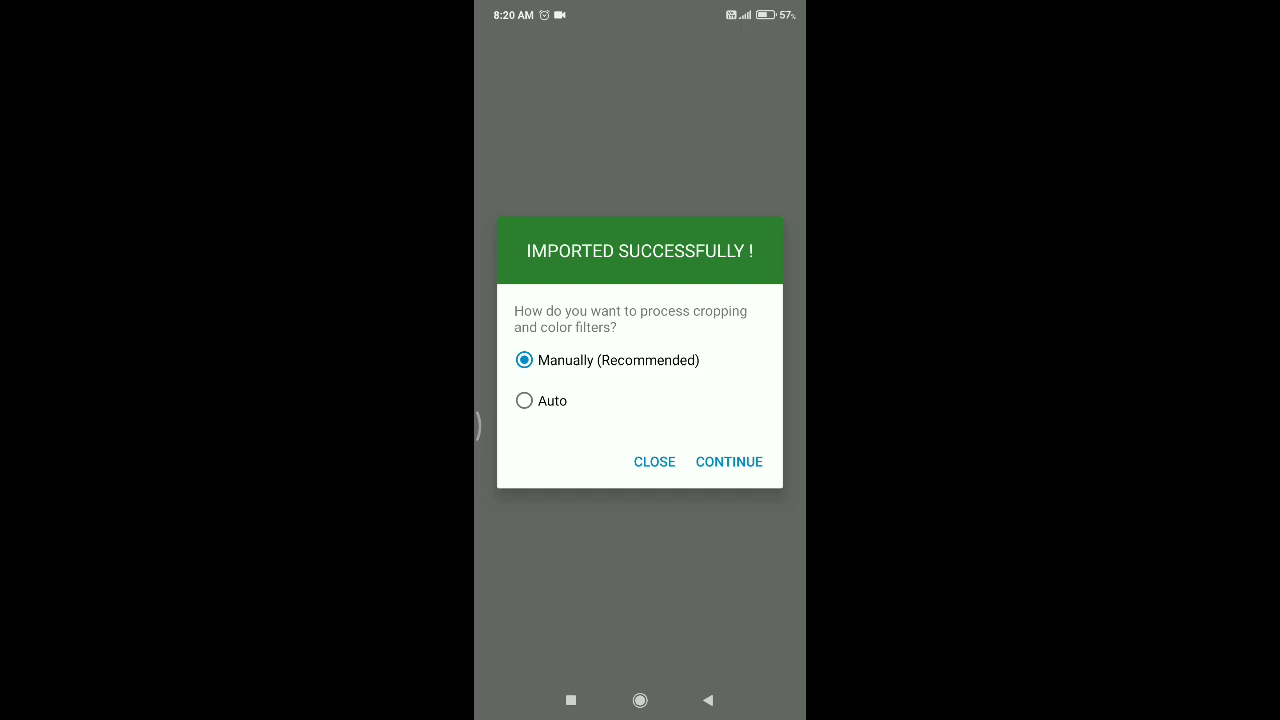 8:20 AM 57%
IMPORTED SUCCESSFULLY !
How do you want to process cropping
and color filters?
Manually (Recommended)
Auto
CLOSE CONTINUE